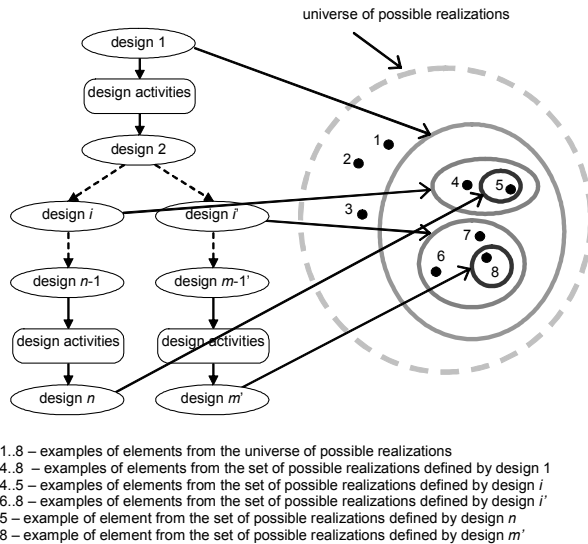 universe of possible realizations
design 1
design activities
design 2
1
2
3
4
5
design i
design i'
7
6
8
design n-1
design m-1'
design activities
design activities
design n
design m'
1..8 – examples of elements from the universe of possible realizations
4..8 – examples of elements from the set of possible realizations defined by design 1
4..5 – examples of elements from the set of possible realizations defined by design i
6..8 – examples of elements from the set of possible realizations defined by design i'
5 – example of element from the set of possible realizations defined by design n
8 – example of element from the set of possible realizations defined by design m'